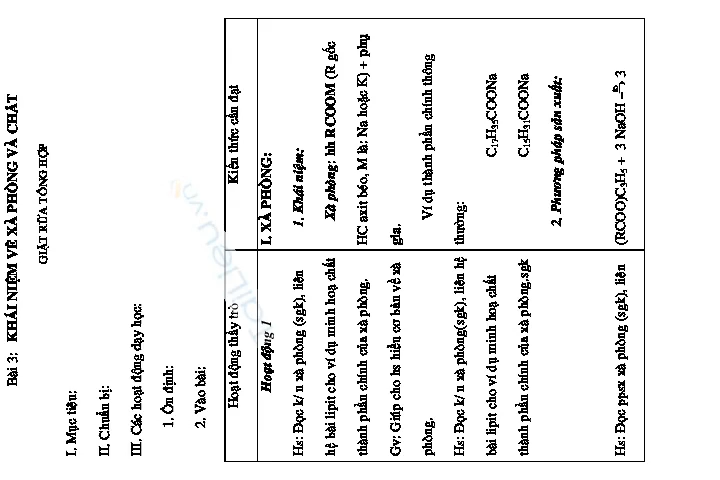 Bài 3: KHÁI NIỆM VỀ XÀ PHÒNG VÀ CHẤT
GIẶT RỬA TỔNG HỢP
I. Mục tiêu:
II. Chuẩn bị:
III. Các hoạt động dạy học:
1. Ổn định:
2. Vào bài:
Hoạt động thầy trò
Hoạt động 1
Hs: Đọc k/ n xà phòng (sgk), liên
hệ bài lipit cho ví dụ minh hoạ chất
thành phần chính của xà phòng.
Gv: Giúp cho hs hiểu cơ bản về xà
phòng.
Hs: Đọc k/ n xà phòng(sgk), liên hệ
bài lipit cho ví dụ minh hoạ chất
thành phần chính của xà phòng.sgk
Hs: Đọc ppsx xà phòng (sgk), liên
Kiến thức cần đạt
I. XÀ PHÒNG:
1. Khái niệm:
Xà phòng: hh RCOOM (R gốc
HC axit béo, M là: Na hoặc K) + phụ
gia.
Ví dụ thành phần chính thông
thường:
C₁₇H₃₅COONa
C₁₅H₃₁COONa
2. Phương pháp sản xuất:
(RCOO)C₃H₅ + 3 NaOH → 3
TaiLieu.vn